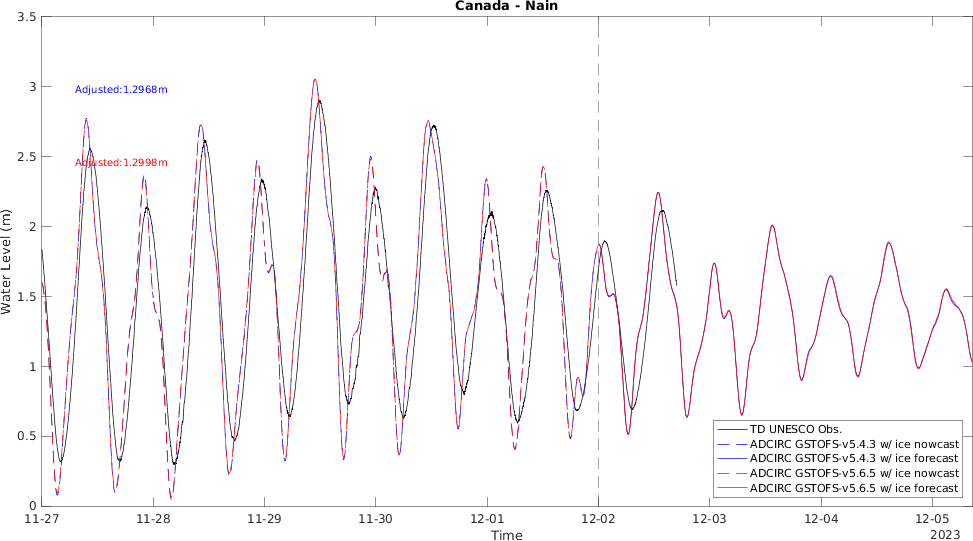 Canada - Nain
3.5
3
2.5
2
1.5
1
0.5
0
Water Level (m)
Adjusted:1.2968m
Adjusted:1.2998m
TD UNESCO Obs.
ADCIRC GSTOFS-v5.4.3 w/ ice nowcast
ADCIRC GSTOFS-v5.4.3 w/ ice forecast
ADCIRC GSTOFS-v5.6.5 w/ ice nowcast
ADCIRC GSTOFS-v5.6.5 w/ ice forecast
11-27 11-28 11-29 11-30 12-01 12-02 12-03 12-04 12-05
Time
2023